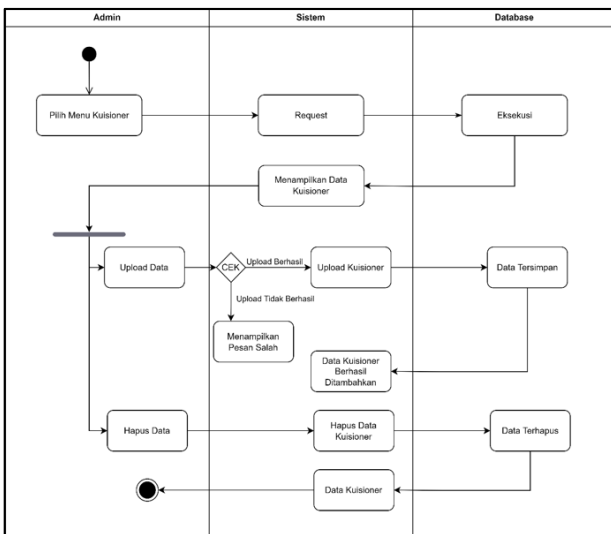 Admin
Sistem
Database
Pilih Menu Kuisioner
Request
Eksekusi
Menampilkan Data
Kuisioner
Upload Data
CEK
Upload Berhasil
Upload Kuisioner
Data Tersimpan
Upload Tidak Berhasil
Menampilkan
Pesan Salah
Data Kuisioner
Berhasil
Ditambahkan
Hapus Data
Hapus Data
Kuisioner
Data Terhapus
Data Kuisioner